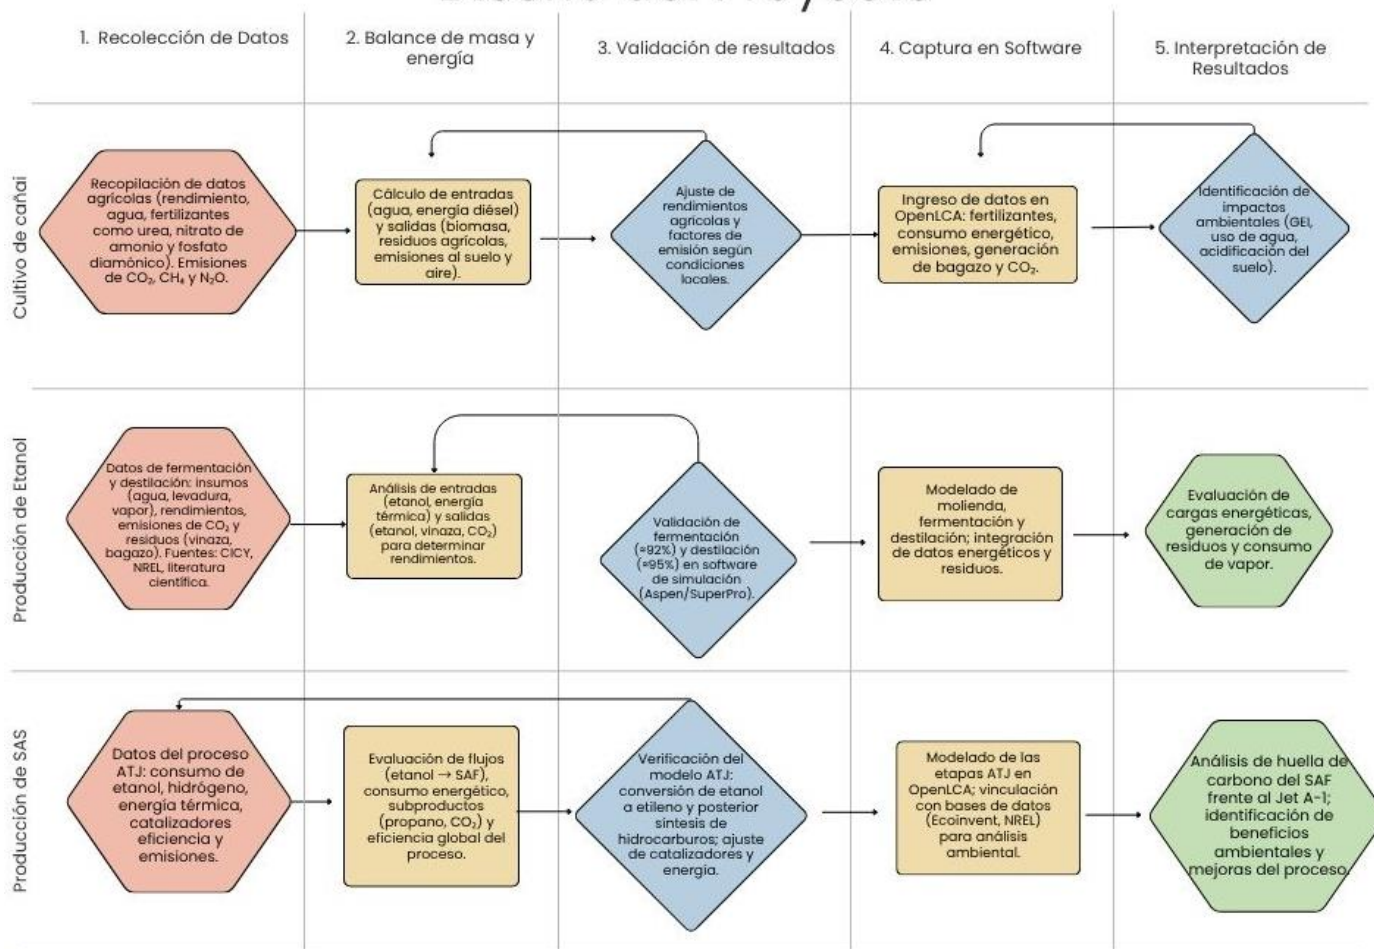 1. Recolección de Datos
2. Balance de masa y
energía
3. Validación de resultados
4. Captura en Software
5. Interpretación de
Resultados
Cultivo de cañai
Recopilación de datos
agrícolas (rendimiento,
agua, fertilizantes
como urea, nitrato de
amonio y fosfato
diamónico). Emisiones
de CO₂, CH₄ y N₂O.
Cálculo de entradas
(agua, energía diésel)
y salidas (biomasa,
residuos agrícolas,
emisiones al suelo y
aire).
Ajuste de
rendimientos
agrícolas y
factores de
emisión según
condiciones
locales.
Ingreso de datos en
OpenLCA: fertilizantes,
consumo energético,
emisiones, generación
de bagazo y CO₂.
Identificación de
impactos
ambientales (GEI,
uso de agua,
acidificación del
suelo).
Producción de Etanol
Datos de fermentación
y destilación: insumos
(agua, levadura,
vapor), rendimientos,
emisiones de CO₂ y
residuos (vinaza,
bagazo). Fuentes: CICY,
NREL, literatura
científica.
Análisis de entradas
(etanol, energía
térmica) y salidas
(etanol, vinaza, CO₂)
para determinar
rendimientos.
Validación de
fermentación
(≈92%) y destilación
(≈95%) en software
de simulación
(Aspen/SuperPro).
Modelado de
molienda,
fermentación y
destilación; integración
de datos energéticos y
residuos.
Evaluación de
cargas energéticas,
generación de
residuos y consumo
de vapor.
Producción de SAS
Datos del proceso
ATJ: consumo de
etanol, hidrógeno,
energía térmica,
catalizadores
eficiencia y
emisiones.
Evaluación de flujos
(etanol → SAF),
consumo energético,
subproductos
(propano, CO₂) y
eficiencia global del
proceso.
Verificación del
modelo ATJ:
conversión de etanol
a etileno y posterior
síntesis de
hidrocarburos; ajuste
de catalizadores y
energía.
Modelado de las
etapas ATJ en
OpenLCA; vinculación
con bases de datos
(Ecoinvent, NREL)
para análisis
ambiental.
Análisis de huella de
carbono del SAF
frente al Jet A-1;
identificación de
beneficios
ambientales y
mejoras del proceso.